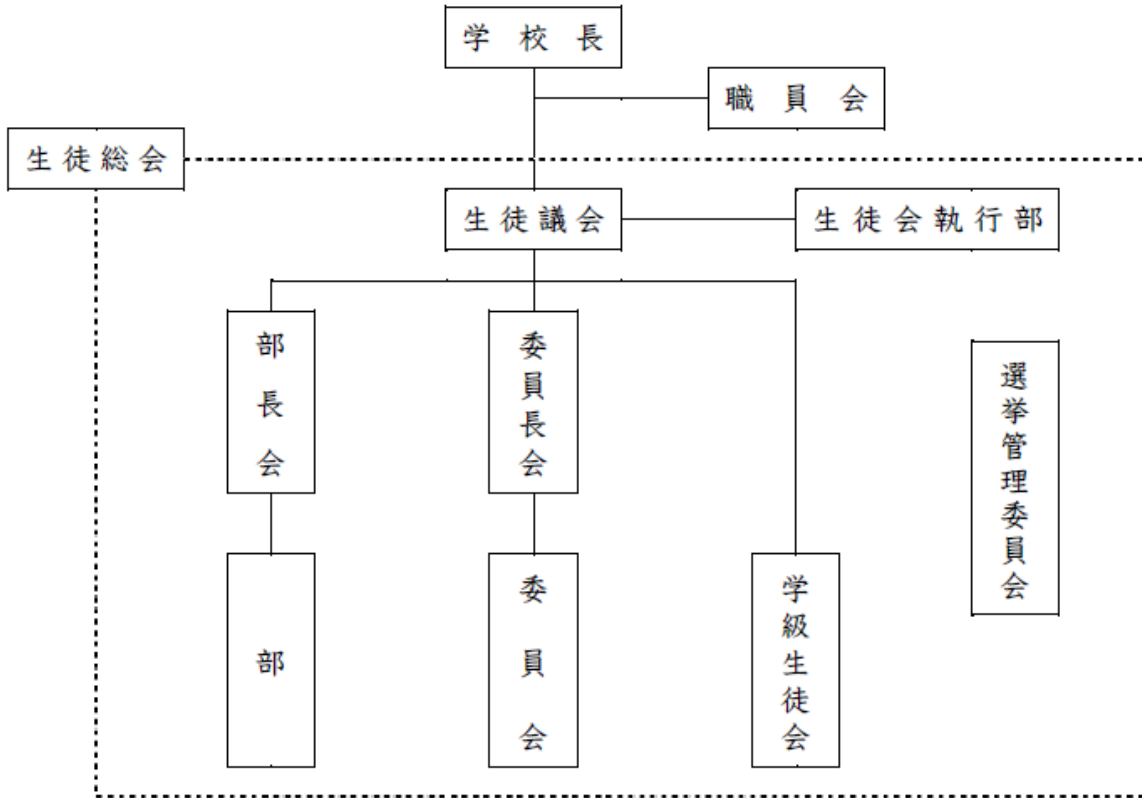 学校長
職員会
生徒総会
生徒議会
生徒会執行部
部長会
委員長会
選挙管理委員会
部
委員会
学級生徒会